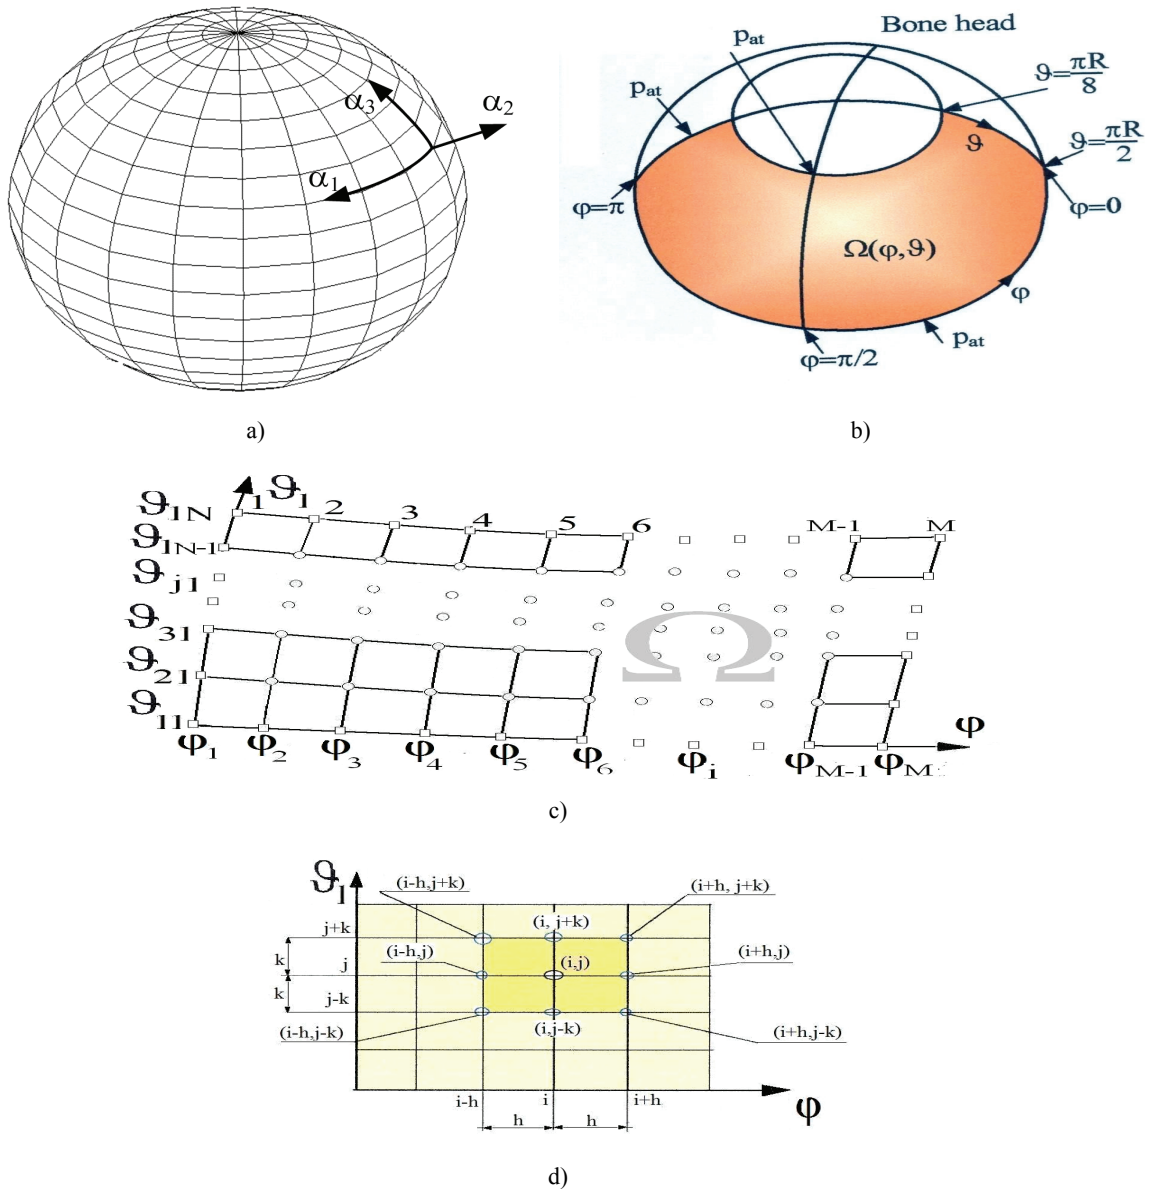 α₃
α₂
α₁
a)
Bone head
pat
pat
ϑ=πR/8
ϑ
ϑ=πR/2
φ=π
φ=0
Ω(φ,ϑ)
φ
pat
φ=π/2
b)
ϑ1N 1 ϑ1 2 3 4 5 6 M-1 M
ϑ1N-1
ϑj1
ϑ31
Ω
ϑ21
ϑ11
φ
φ1 φ2 φ3 φ4 φ5 φ6 φi φM-1 φM
c)
ϑ1
(i-h,j+k)
(i+h, j+k)
j+k
(i, j+k)
(i-h,j)
(i+h,j)
k
j
(i,j)
k
j-k
(i-h,j-k)
(i,j-k)
(i+h,j-k)
i-h i i+h
h h
φ
d)